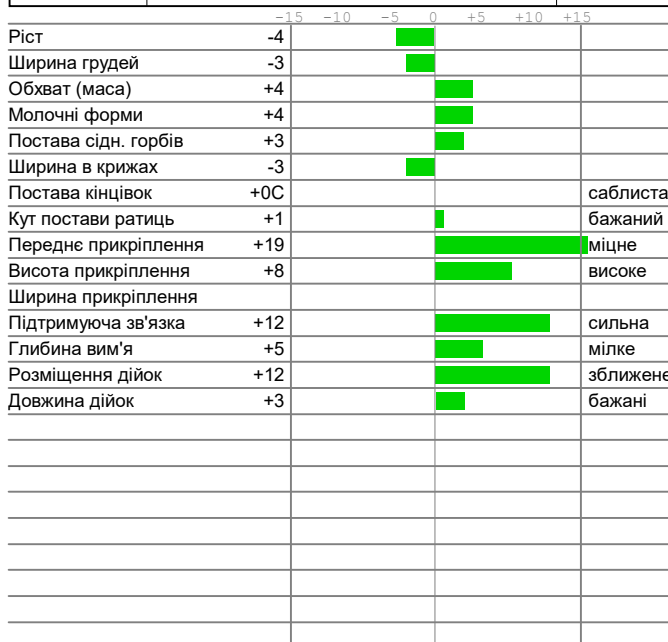 -15 -10 -5 0 +5 +10 +15
Ріст -4
Ширина грудей -3
Обхват (маса) +4
Молочні форми +4
Постава сідн. горбів +3
Ширина в крижах -3
Постава кінцівок +0C саблиста
Кут постави ратиць +1 бажаний
Переднє прикріплення +19 міцне
Висота прикріплення +8 високе
Ширина прикріплення
Підтримуюча зв'язка +12 сильна
Глибина вим'я +5 мілке
Розміщення дійок +12 зближене
Довжина дійок +3 бажані